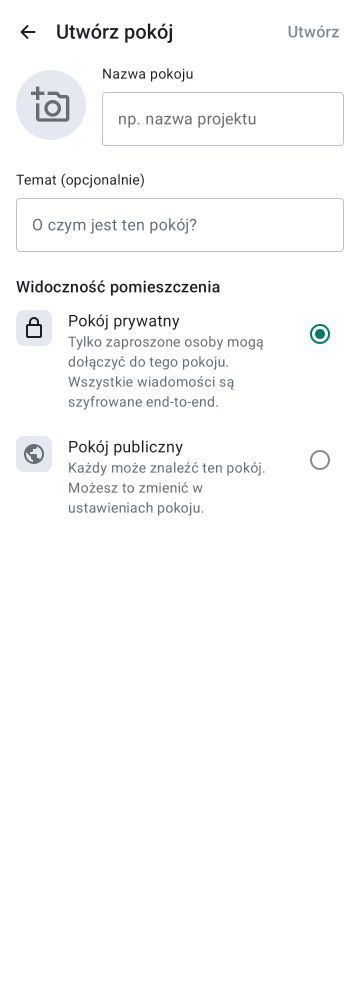 Utwórz pokój
Utwórz
Nazwa pokoju
np. nazwa projektu
Temat (opcjonalnie)
O czym jest ten pokój?
Widoczność pomieszczenia
Pokój prywatny
Tylko zaproszone osoby mogą
dołączyć do tego pokoju.
Wszystkie wiadomości są
szyfrowane end-to-end.
Pokój publiczny
Każdy może znaleźć ten pokój.
Możesz to zmienić w
ustawieniach pokoju.